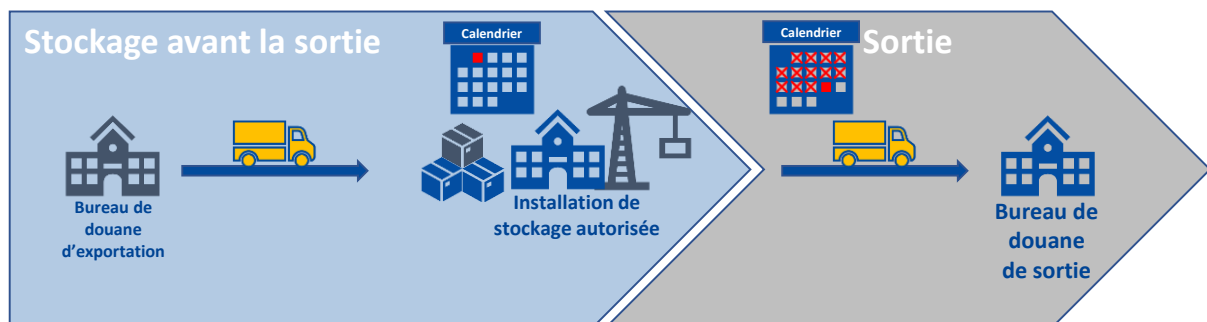 Stockage avant la sortie
Calendrier
Bureau de
douane
d’exportation
Installation de
stockage autorisée
Sortie
Calendrier
Bureau de
douane
de sortie